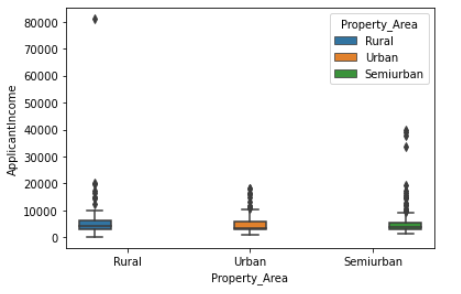 80000
70000
60000
50000
40000
30000
20000
10000
0
ApplicantIncome
Property_Area
Rural
Urban
Semiurban
Rural Urban Semiurban
Property_Area